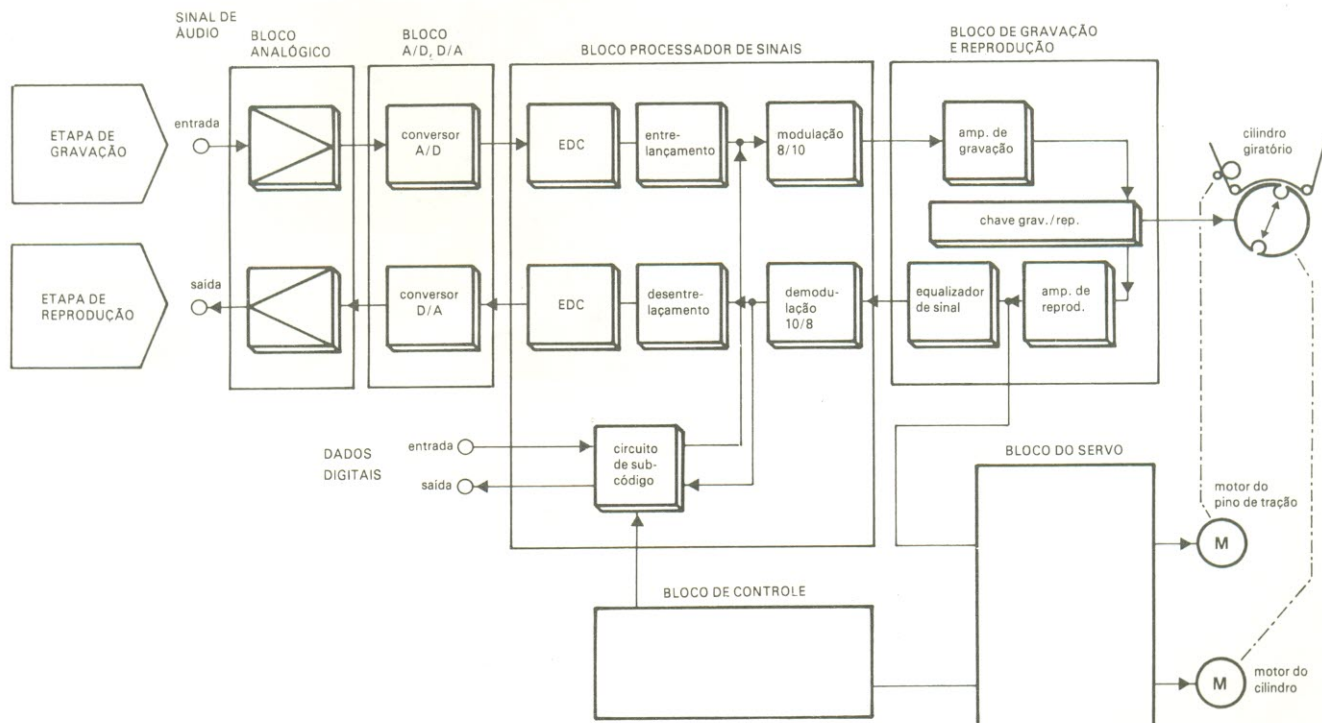 SINAL DE
ÁUDIO
BLOCO
ANALÓGICO
BLOCO
A/D, D/A
BLOCO PROCESSADOR DE SINAIS
BLOCO DE GRAVAÇÃO
E REPRODUÇÃO
ETAPA DE
GRAVAÇÃO
entrada
conversor
A/D
EDC
entre-
lançamento
modulação
8/10
amp. de
gravação
cilindro
giratório
chave grav./rep.
ETAPA DE
REPRODUÇÃO
saída
conversor
D/A
EDC
desentre-
laçamento
demodu-
lação
10/8
equalizador
de sinal
amp. de
reprod.
DADOS
DIGITAIS
entrada
saída
circuito
de sub-
código
BLOCO DO SERVO
motor do
pino de tração
M
BLOCO DE CONTROLE
M
motor do
cilindro